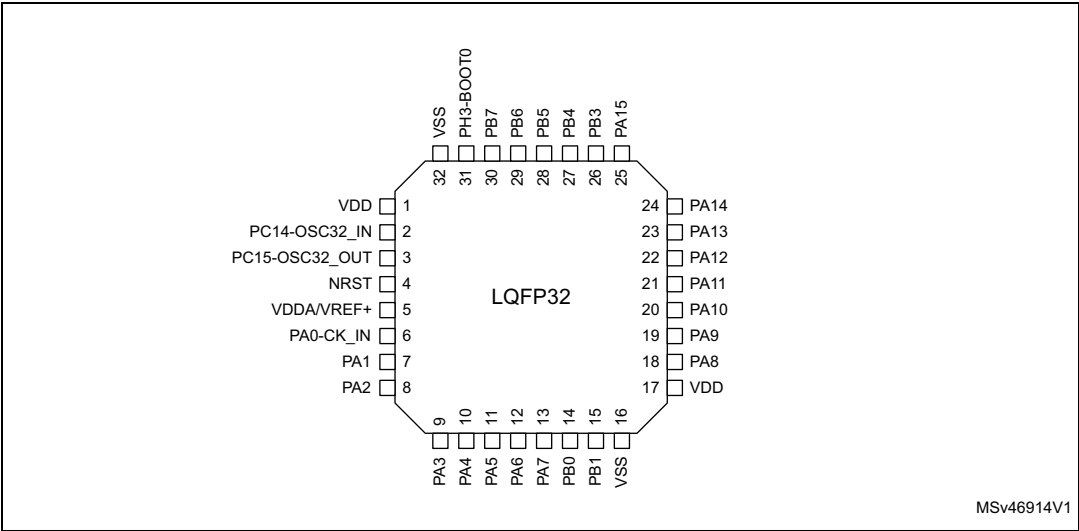 VSS
PH3-BOOT0
PB7
PB6
PB5
PB4
PB3
PA15
32
31
30
29
28
27
26
25
VDD 1
PC14-OSC32_IN 2
PC15-OSC32_OUT 3
NRST 4
VDDA/VREF+ 5
PA0-CK_IN 6
PA1 7
PA2 8
LQFP32
24 PA14
23 PA13
22 PA12
21 PA11
20 PA10
19 PA9
18 PA8
17 VDD
9
10
11
12
13
14
15
16
PA3
PA4
PA5
PA6
PA7
PB0
PB1
VSS
MSv46914V1